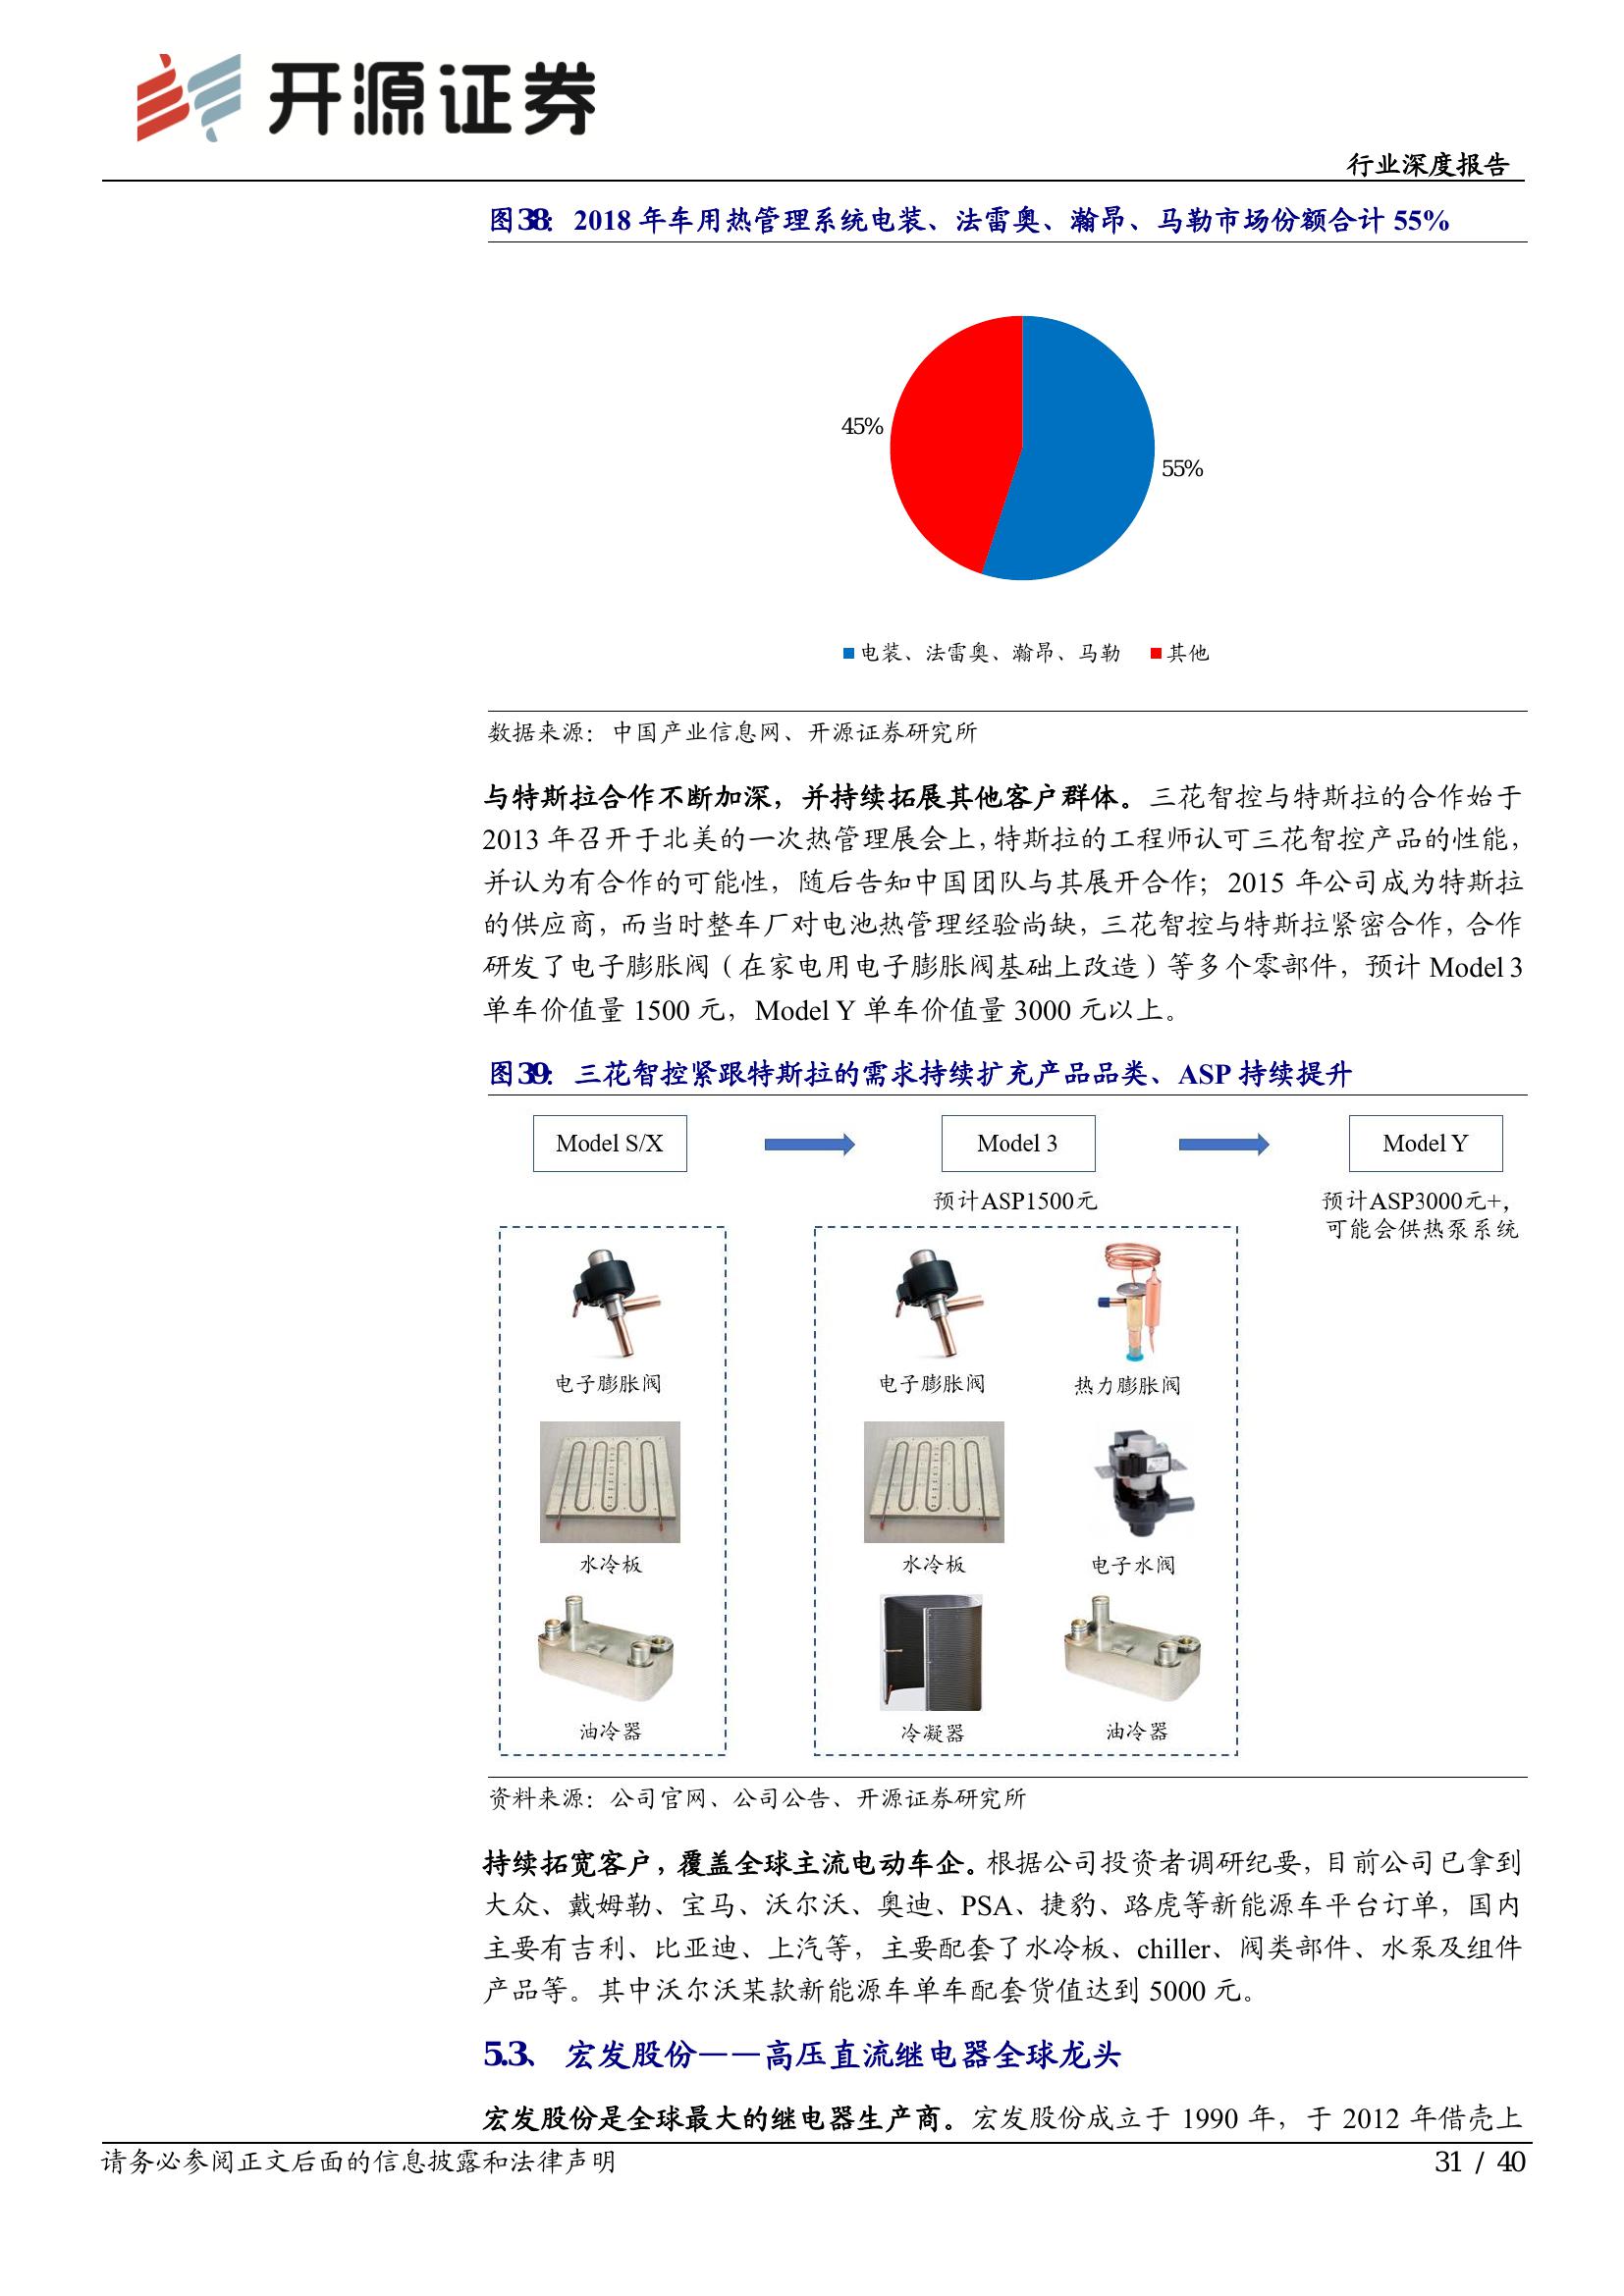 开源证券
行业深度报告
图38：2018 年车用热管理系统电装、法雷奥、瀚昂、马勒市场份额合计 55%
45%
55%
电装、法雷奥、瀚昂、马勒 其他
数据来源：中国产业信息网、开源证券研究所
与特斯拉合作不断加深，并持续拓展其他客户群体。三花智控与特斯拉的合作始于
2013 年召开于北美的一次热管理展会上，特斯拉的工程师认可三花智控产品的性能，
并认为有合作的可能性，随后告知中国团队与其展开合作；2015 年公司成为特斯拉
的供应商，而当时整车厂对电池热管理经验尚缺，三花智控与特斯拉紧密合作，合作
研发了电子膨胀阀（在家电用电子膨胀阀基础上改造）等多个零部件，预计 Model 3
单车价值量 1500 元，Model Y 单车价值量 3000 元以上。
图39：三花智控紧跟特斯拉的需求持续扩充产品品类、ASP 持续提升
Model S/X Model 3 Model Y
预计ASP1500元 预计ASP3000元+，
可能会供热泵系统
电子膨胀阀 电子膨胀阀 热力膨胀阀
水冷板 水冷板 电子水阀
油冷器 冷凝器 油冷器
资料来源：公司官网、公司公告、开源证券研究所
持续拓宽客户，覆盖全球主流电动车企。根据公司投资者调研纪要，目前公司已拿到
大众、戴姆勒、宝马、沃尔沃、奥迪、PSA、捷豹、路虎等新能源车平台订单，国内
主要有吉利、比亚迪、上汽等，主要配套了水冷板、chiller、阀类部件、水泵及组件
产品等。其中沃尔沃某款新能源车单车配套货值达到 5000 元。
5.3、 宏发股份——高压直流继电器全球龙头
宏发股份是全球最大的继电器生产商。宏发股份成立于 1990 年，于 2012 年借壳上
请务必参阅正文后面的信息披露和法律声明 31 / 40